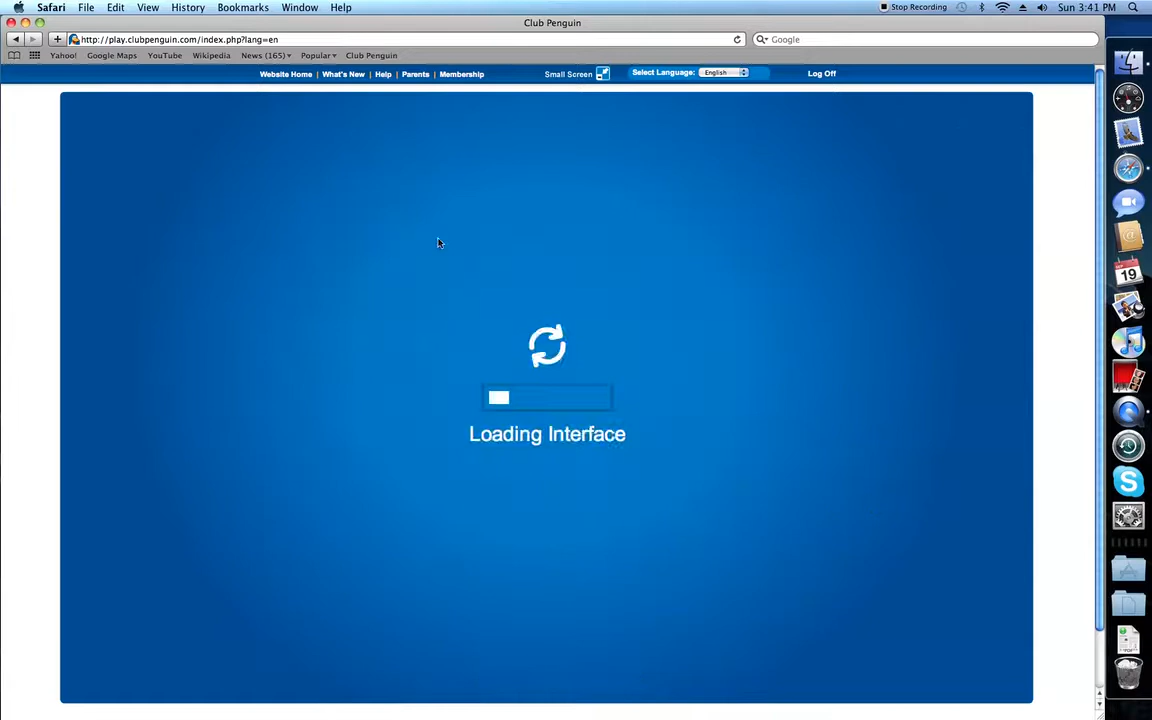 Safari File Edit View History Bookmarks Window Help Stop Recording Sun 3:41 PM
Club Penguin
http://play.clubpenguin.com/index.php?lang=en Google
Yahoo! Google Maps YouTube Wikipedia News (165) Popular Club Penguin
Website Home | What's New | Help | Parents | Membership Small Screen Select Language: English Log Off
19
Loading Interface